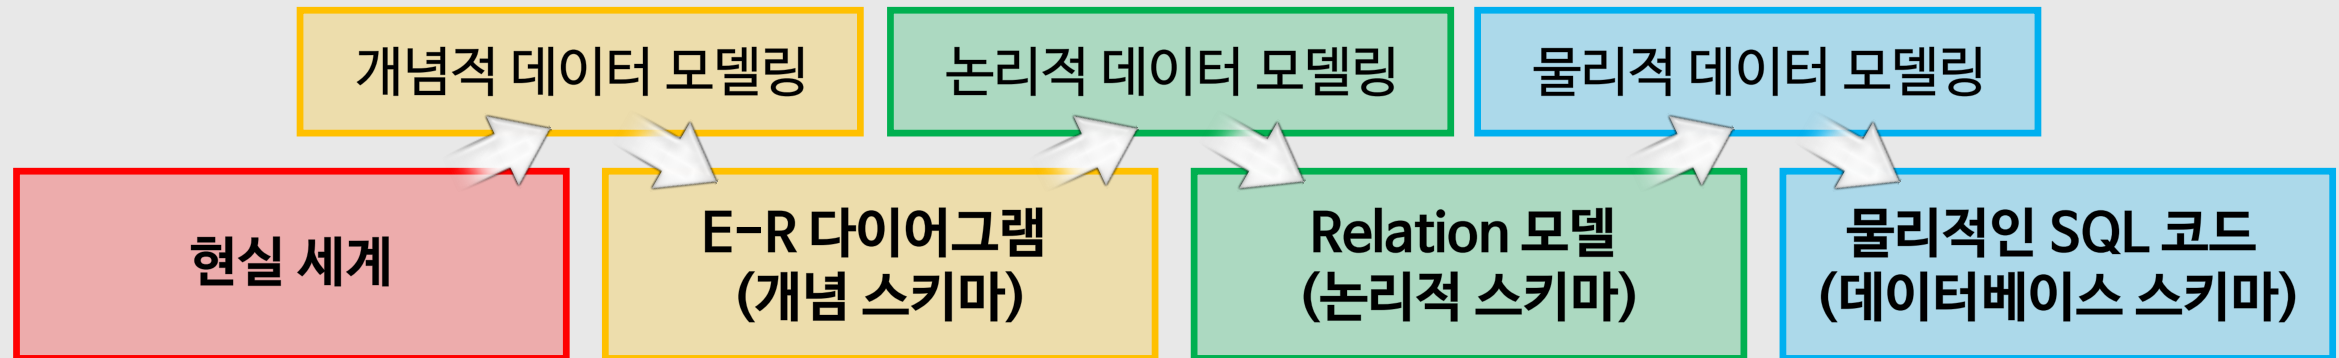 개념적 데이터 모델링
논리적 데이터 모델링
물리적 데이터 모델링
현실 세계
E-R 다이어그램
(개념 스키마)
Relation 모델
(논리적 스키마)
물리적인 SQL 코드
(데이터베이스 스키마)